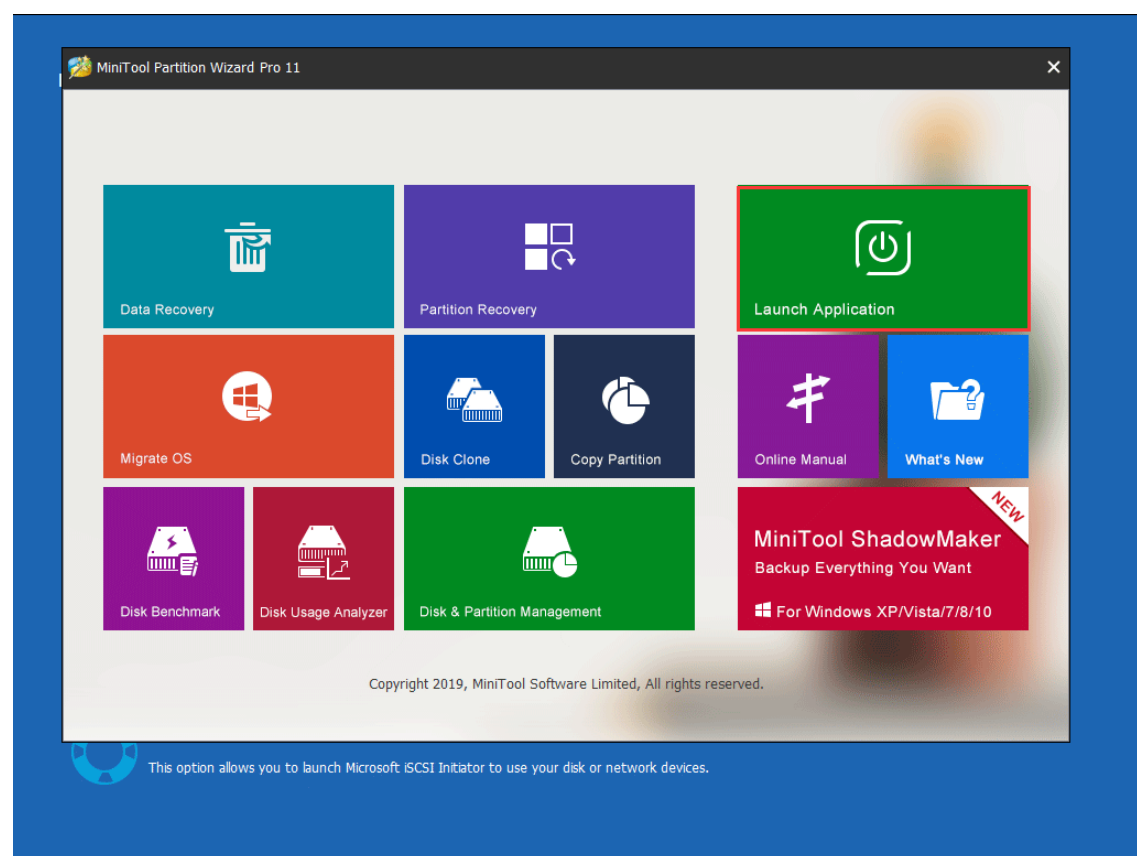 MiniTool Partition Wizard Pro 11
Data Recovery
Partition Recovery
Launch Application
Migrate OS
Disk Clone
Copy Partition
Online Manual
What's New
Disk Benchmark
Disk Usage Analyzer
Disk & Partition Management
NEW
MiniTool ShadowMaker
Backup Everything You Want
For Windows XP/Vista/7/8/10
Copyright 2019, MiniTool Software Limited, All rights reserved.
This option allows you to launch Microsoft iSCSI Initiator to use your disk or network devices.